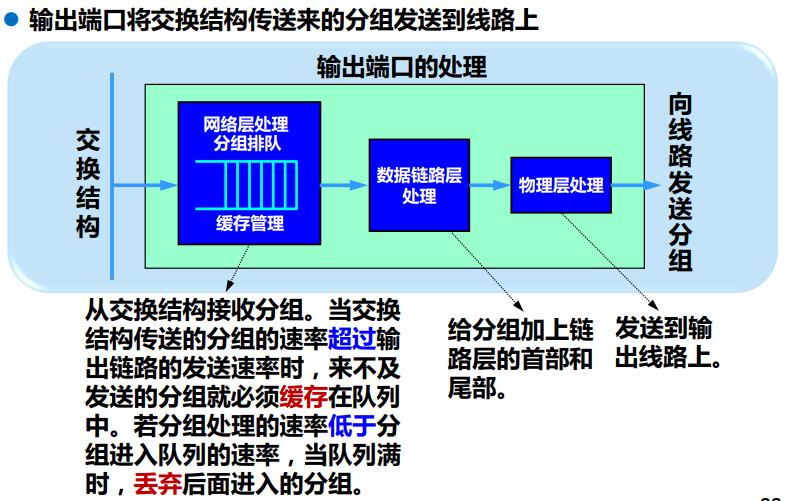 输出端口将交换结构传送来的分组发送到线路上
输出端口的处理
交换结构
网络层处理
分组排队
缓存管理
数据链路层
处理
物理层处理
向线路发送分组
从交换结构接收分组。当交换
结构传送的分组的速率超过输
出链路的发送速率时，来不及
发送的分组就必须缓存在队列
中。若分组处理的速率低于分
组进入队列的速率，当队列满
时，丢弃后面进入的分组。
给分组加上链
路层的首部和
尾部。
发送到输
出线路上。